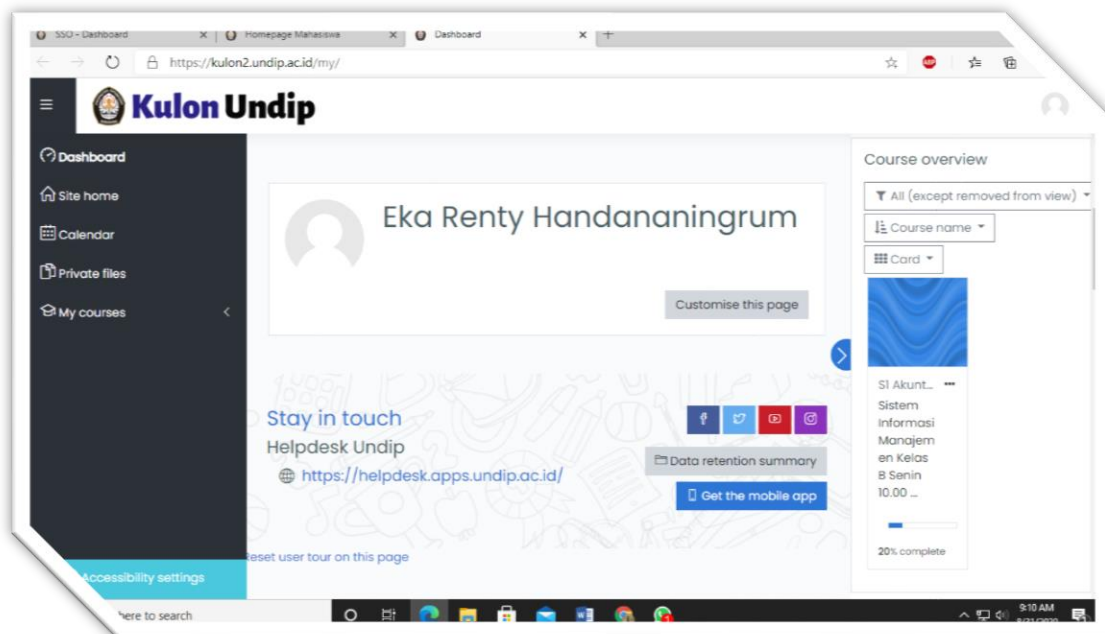 SSO - Dashboard
Homepage Mahasiswa
Dashboard
https://kulon2.undip.ac.id/my/
ABP
Kulon Undip
Dashboard
Site home
Calendar
Private files
My courses
Eka Renty Handananingrum
Customise this page
Stay in touch
Helpdesk Undip
https://helpdesk.apps.undip.ac.id/
Data retention summary
Get the mobile app
Reset user tour on this page
Accessibility settings
Course overview
All (except removed from view)
Course name
Card
S1 Akunt...
Sistem
Informasi
Manajem
en Kelas
B Senin
10.00 ...
20% complete
here to search
9:10 AM